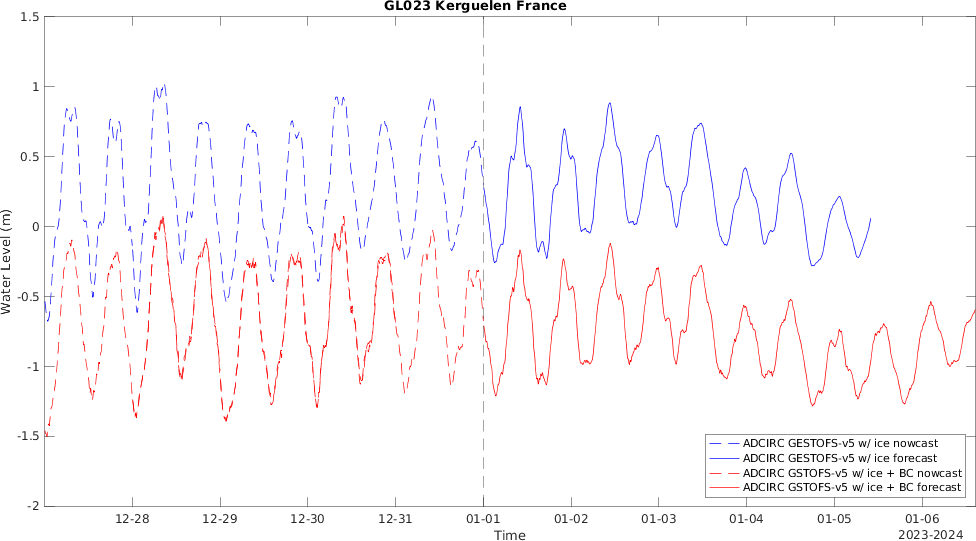 GL023 Kerguelen France
1.5
1
0.5
0
-0.5
-1
-1.5
-2
Water Level (m)
ADCIRC GESTOFS-v5 w/ ice nowcast
ADCIRC GESTOFS-v5 w/ ice forecast
ADCIRC GSTOFS-v5 w/ ice + BC nowcast
ADCIRC GSTOFS-v5 w/ ice + BC forecast
12-28 12-29 12-30 12-31 01-01 01-02 01-03 01-04 01-05 01-06
Time
2023-2024